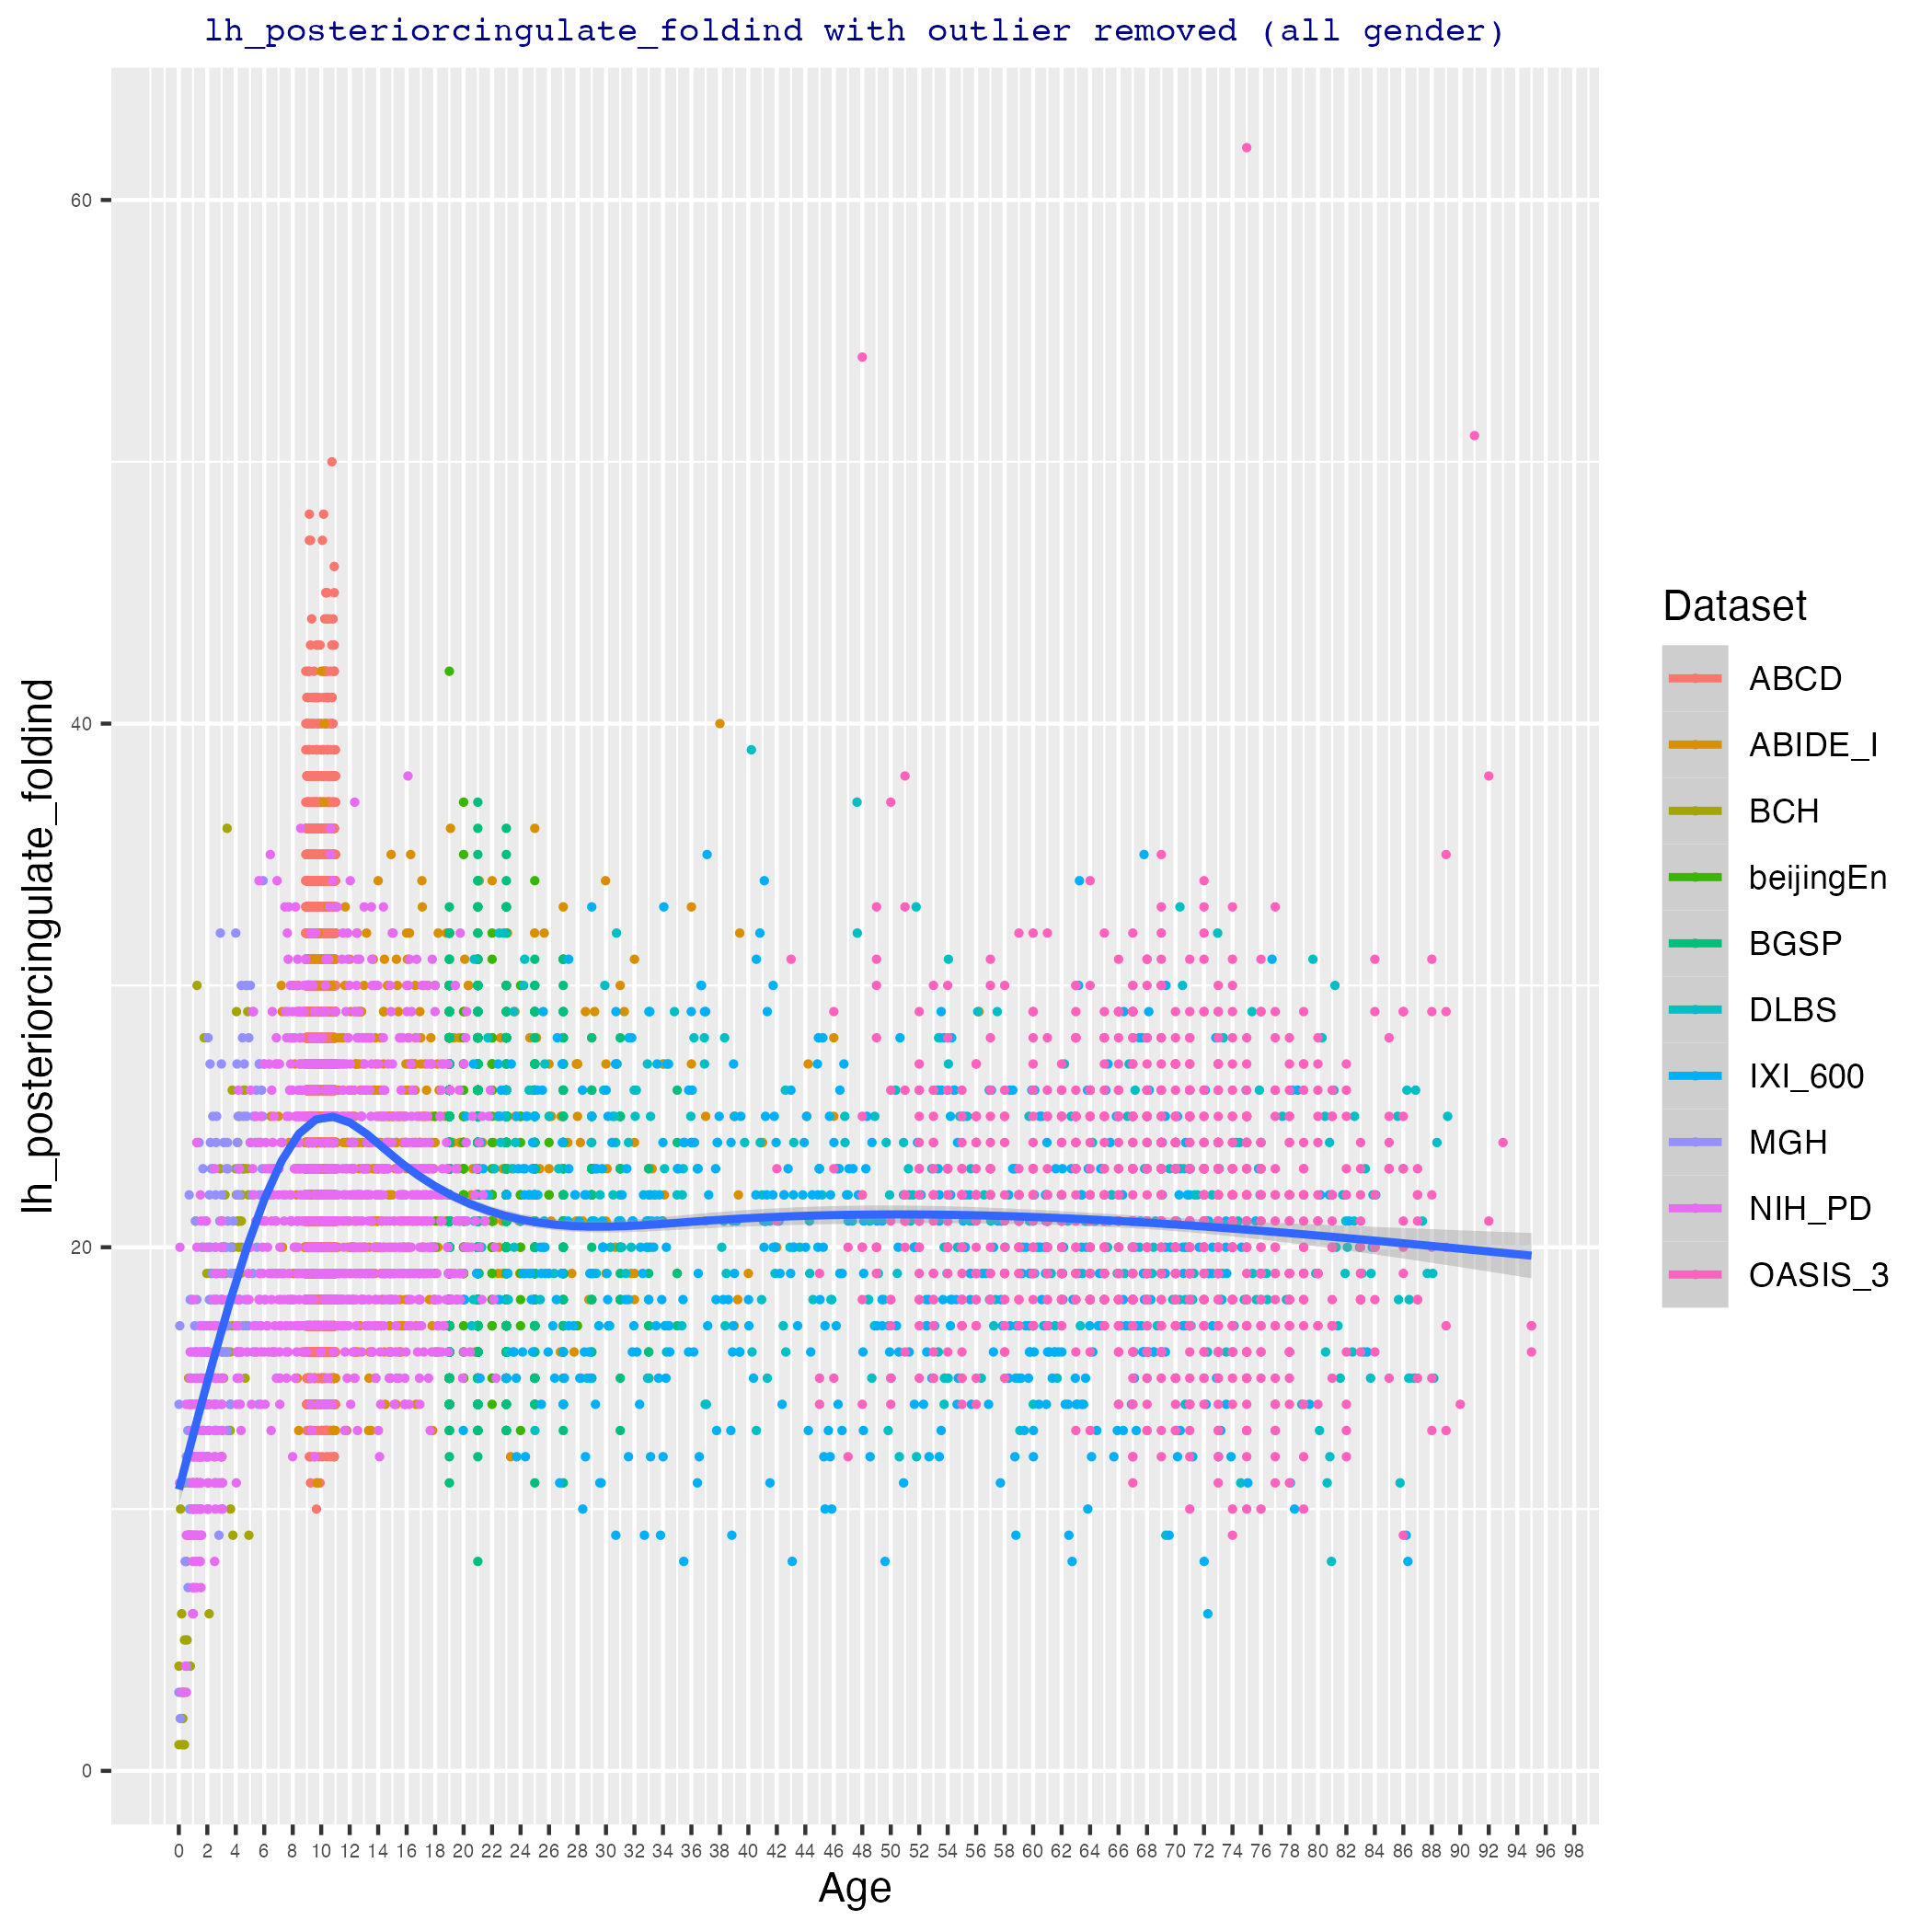 lh_posteriorcingulate_foldind with outlier removed (all gender)
lh_posteriorcingulate_foldind
60
40
20
0
0 2 4 6 8 10 12 14 16 18 20 22 24 26 28 30 32 34 36 38 40 42 44 46 48 50 52 54 56 58 60 62 64 66 68 70 72 74 76 78 80 82 84 86 88 90 92 94 96 98
Age
Dataset
ABCD
ABIDE_I
BCH
beijingEn
BGSP
DLBS
IXI_600
MGH
NIH_PD
OASIS_3